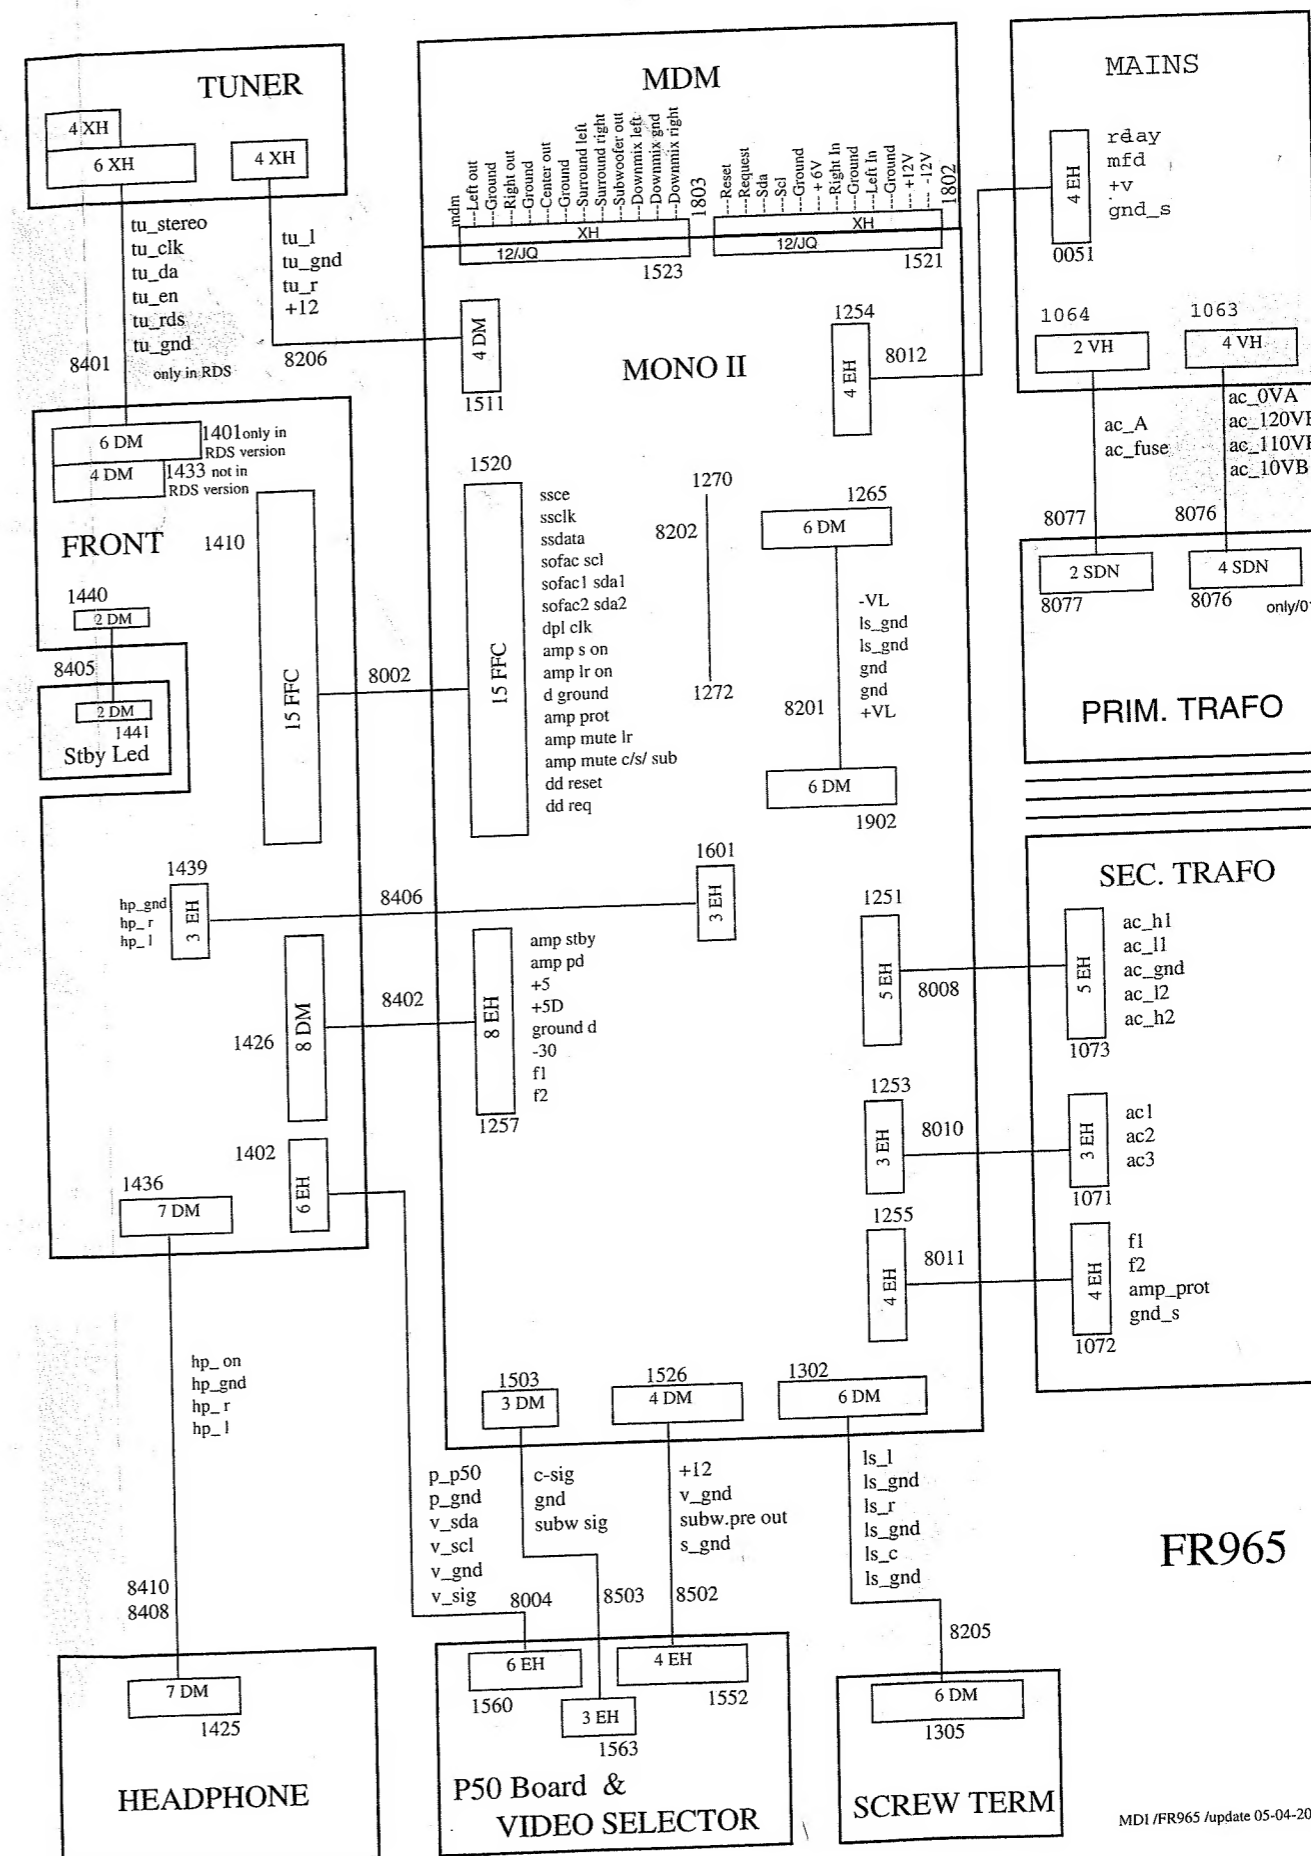 TUNER
4 XH
6 XH
4 XH
tu_stereo
tu_clk
tu_da
tu_en
tu_rds
tu_gnd
only in RDS
8401
tu_l
tu_gnd
tu_r
+12
8206
MDM
mdm
---Left out
---Ground
---Right out
---Ground
---Center out
---Ground
---Surround left
---Surround right
---Subwoofer out
---Downmix left
---Downmix gnd
---Downmix right
1803
---Reset
---Request
---Sda
---Scl
---Ground
---+ 6V
---Right In
---Ground
---Left In
---Ground
---+12V
----12V
1802
XH
12/JQ
1523
XH
12/JQ
1521
MAINS
4 EH
0051
mfd
+v
gnd_s
1064
2 VH
1063
4 VH
ac_A
ac_fuse
ac_0VA
ac_120VB
ac_110VB
ac_10VB
8077
8076
2 SDN
8077
4 SDN
8076
PRIM. TRAFO
MONO II
4 DM
1511
1254
4 EH
8012
6 DM
1401 only in
RDS version
4 DM
1433 not in
RDS version
FRONT
1410
15 FFC
1440
2 DM
8405
2 DM
1441
Stby Led
8002
1520
15 FFC
ssce
ssclk
ssdata
sofac scl
sofac1 sda1
sofac2 sda2
dpl clk
amp s on
amp lr on
d ground
amp prot
amp mute lr
amp mute c/s/ sub
dd reset
dd req
1270
8202
1272
1265
6 DM
-VL
ls_gnd
ls_gnd
gnd
gnd
+VL
8201
6 DM
1902
1439
hp_gnd
hp_ r
hp_ l
3 EH
8406
1601
3 EH
1426
8 DM
8402
8 EH
1257
amp stby
amp pd
+5
+5D
ground d
-30
f1
f2
1251
5 EH
8008
SEC. TRAFO
5 EH
1073
ac_h1
ac_l1
ac_gnd
ac_l2
ac_h2
1253
3 EH
8010
3 EH
1071
ac1
ac2
ac3
1255
4 EH
8011
4 EH
1072
f1
f2
amp_prot
gnd_s
1402
6 EH
1436
7 DM
hp_ on
hp_gnd
hp_ r
hp_ l
8410
8408
7 DM
1425
HEADPHONE
1503
3 DM
1526
4 DM
1302
6 DM
p_p50
p_gnd
v_sda
v_scl
v_gnd
v_sig
8004
c-sig
gnd
subw sig
8503
+12
v_gnd
subw.pre out
s_gnd
8502
ls_l
ls_gnd
ls_r
ls_gnd
ls_c
ls_gnd
8205
6 EH
1560
3 EH
1563
4 EH
1552
P50 Board &
VIDEO SELECTOR
6 DM
1305
SCREW TERM
FR965
MDI /FR965 /update 05-04-20